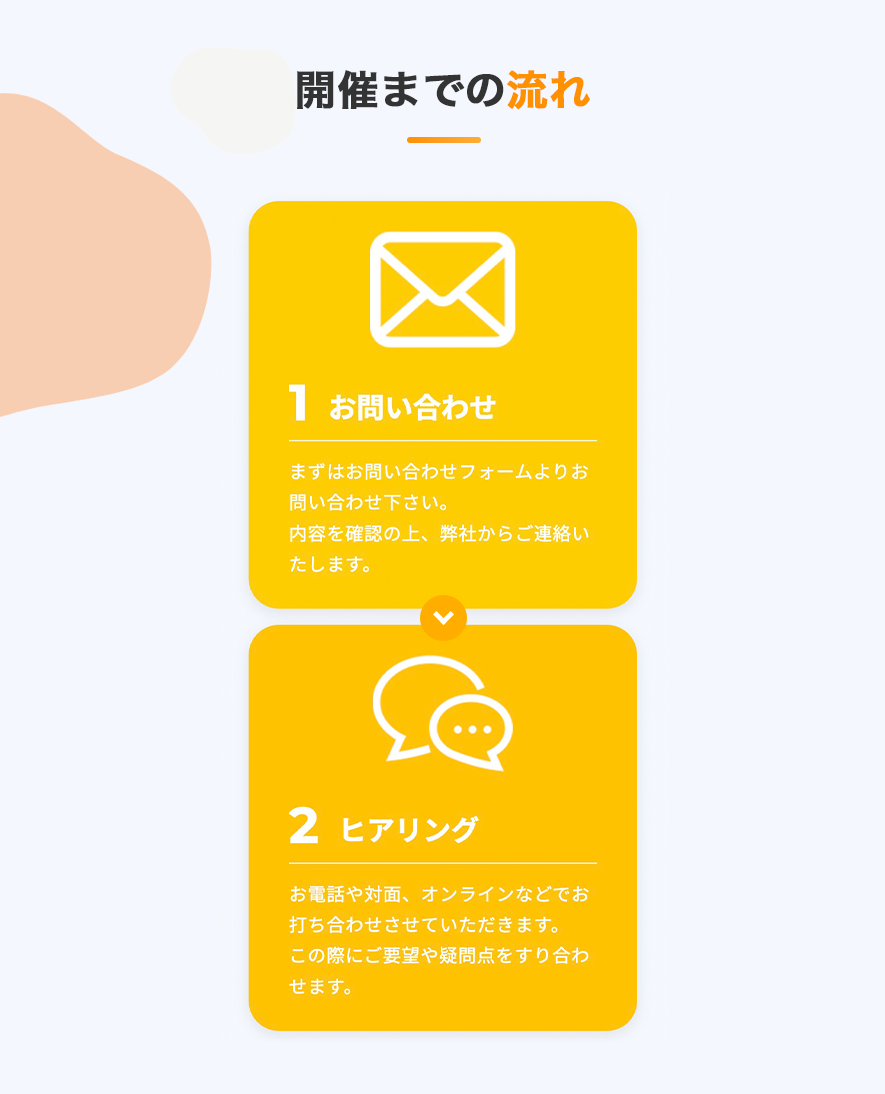 開催までの流れ
1 お問い合わせ
まずはお問い合わせフォームよりお
問い合わせ下さい。
内容を確認の上、弊社からご連絡い
たします。
2 ヒアリング
お電話や対面、オンラインなどでお
打ち合わせさせていただきます。
この際にご要望や疑問点をすり合わ
せます。